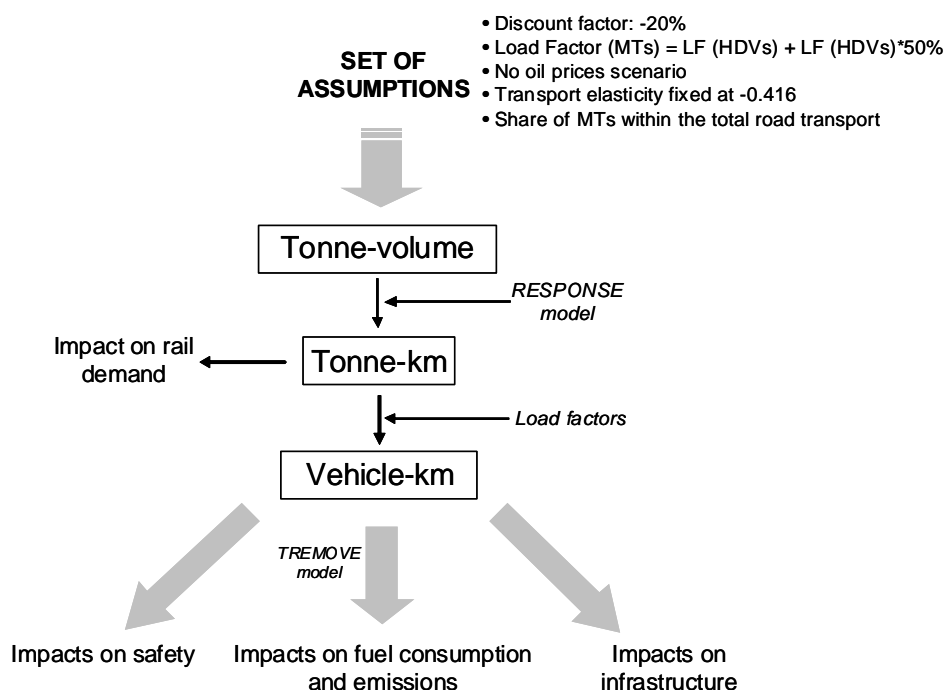 SET OF
ASSUMPTIONS
• Discount factor: -20%
• Load Factor (MTs) = LF (HDVs) + LF (HDVs)*50%
• No oil prices scenario
• Transport elasticity fixed at -0.416
• Share of MTs within the total road transport
Tonne-volume
RESPONSE
model
Impact on rail
demand
Tonne-km
Load factors
Vehicle-km
TREMOVE
model
Impacts on safety
Impacts on fuel consumption
and emissions
Impacts on
infrastructure